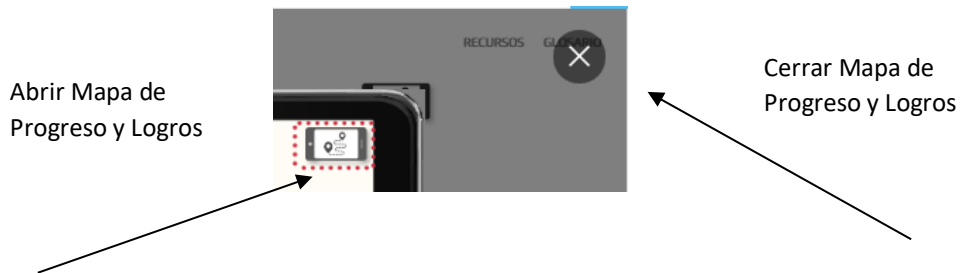 RECURSOS GLOSARIO
Abrir Mapa de
Progreso y Logros
Cerrar Mapa de
Progreso y Logros